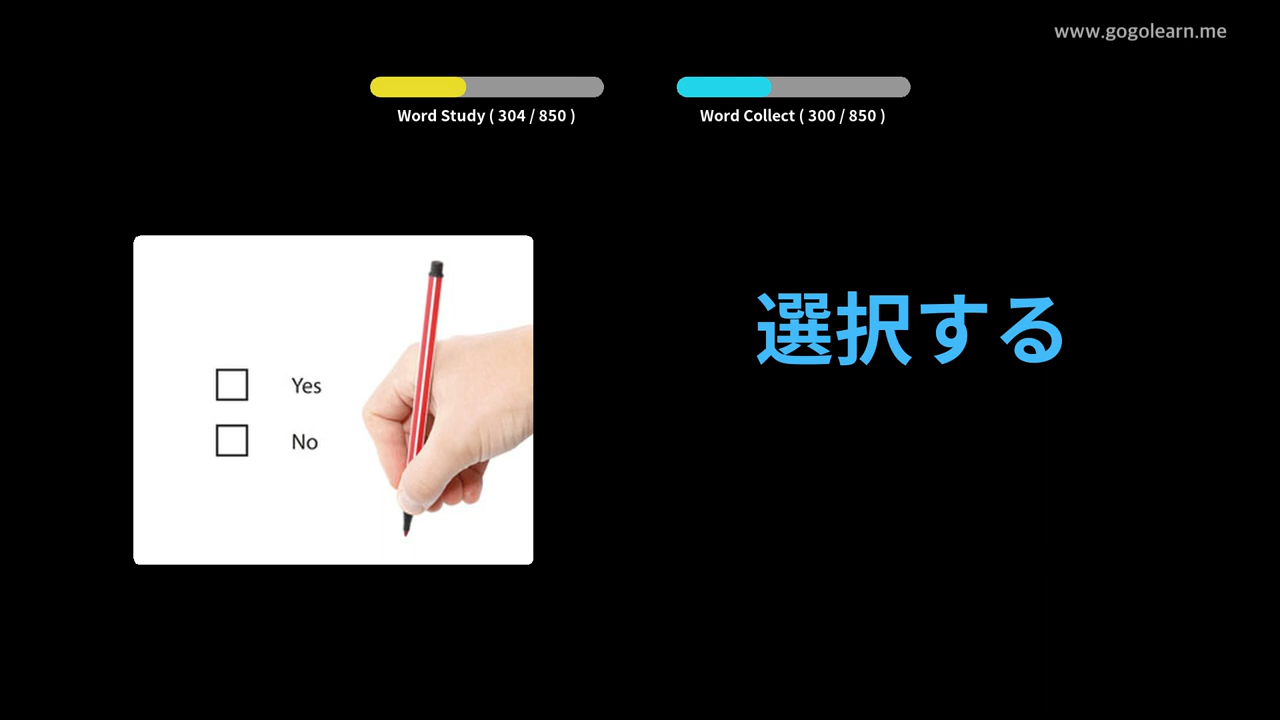 www.gogolearn.me
Word Study ( 304 / 850 )
Word Collect ( 300 / 850 )
選択する
Yes
No